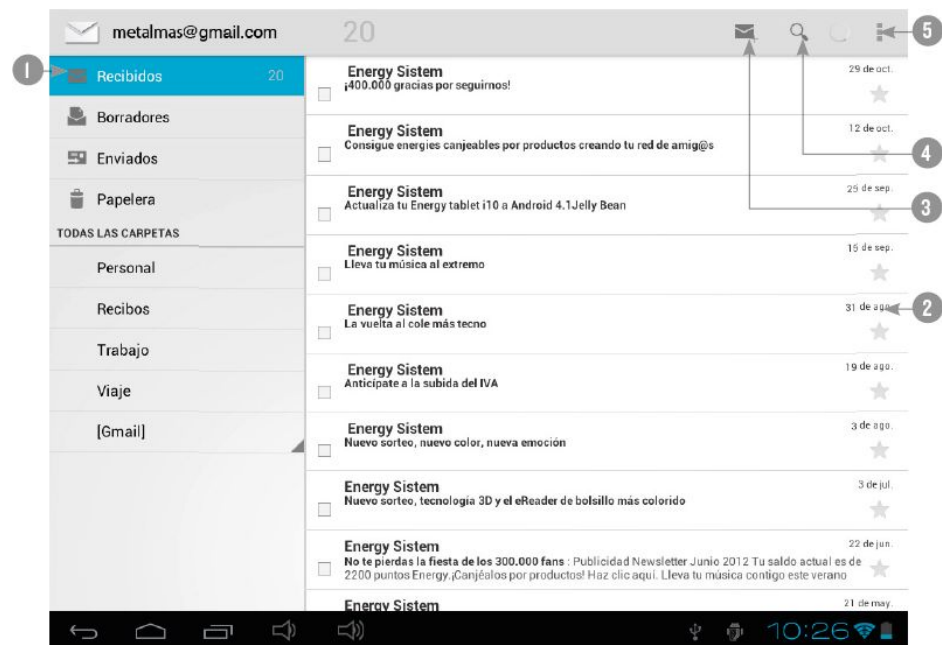 metalmas@gmail.com
20
5
1
Recibidos
20
Borradores
Enviados
Papelera
TODAS LAS CARPETAS
Personal
Recibos
Trabajo
Viaje
[Gmail]
Energy Sistem
29 de oct.
¡400.000 gracias por seguirnos!
Energy Sistem
12 de oct.
Consigue energies canjeables por productos creando tu red de amig@s
4
Energy Sistem
25 de sep.
Actualiza tu Energy tablet i10 a Android 4.1Jelly Bean
3
Energy Sistem
15 de sep.
Lleva tu música al extremo
Energy Sistem
31 de ago.
2
La vuelta al cole más tecno
Energy Sistem
19 de ago.
Anticípate a la subida del IVA
Energy Sistem
3 de ago.
Nuevo sorteo, nuevo color, nueva emoción
Energy Sistem
3 de jul.
Nuevo sorteo, tecnología 3D y el eReader de bolsillo más colorido
Energy Sistem
22 de jun.
No te pierdas la fiesta de los 300.000 fans : Publicidad Newsletter Junio 2012 Tu saldo actual es de
2200 puntos Energy.¡Canjéalos por productos! Haz clic aquí. Lleva tu música contigo este verano
Energy Sistem
21 de may.
10:26